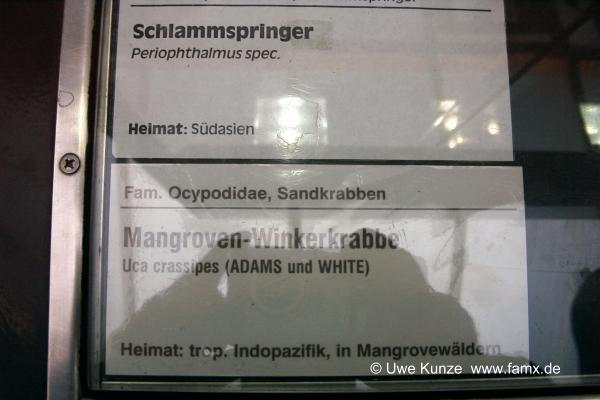 Schlammspringer
Periophthalmus spec.
Heimat: Südasien
Fam. Ocypodidae, Sandkrabben
Mangroven-Winkerkrabbe
Uca crassipes (ADAMS und WHITE)
Heimat: trop. Indopazifik, in Mangrovewäldern
© Uwe Kunze www.famx.de